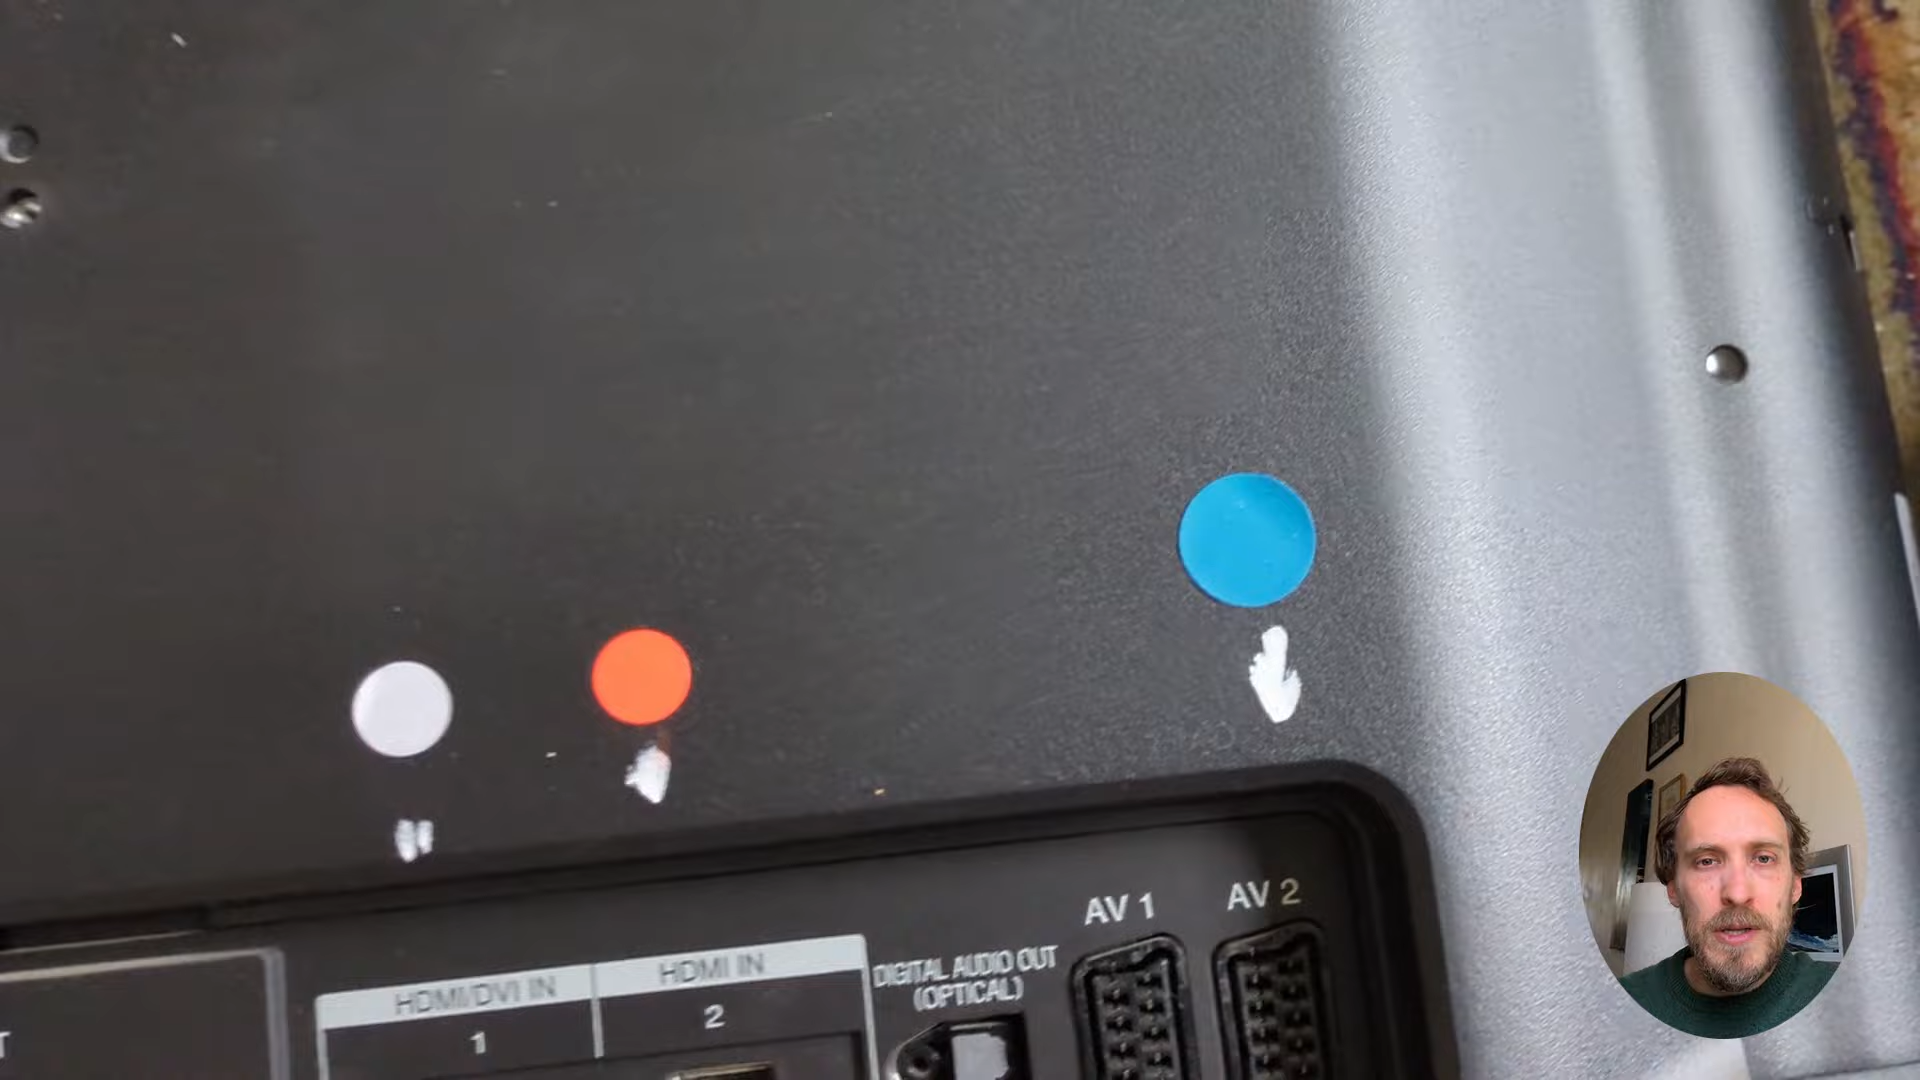 AV 1
AV 2
HDMI/DVI IN
HDMI IN
DIGITAL AUDIO OUT
(OPTICAL)
1
2
T